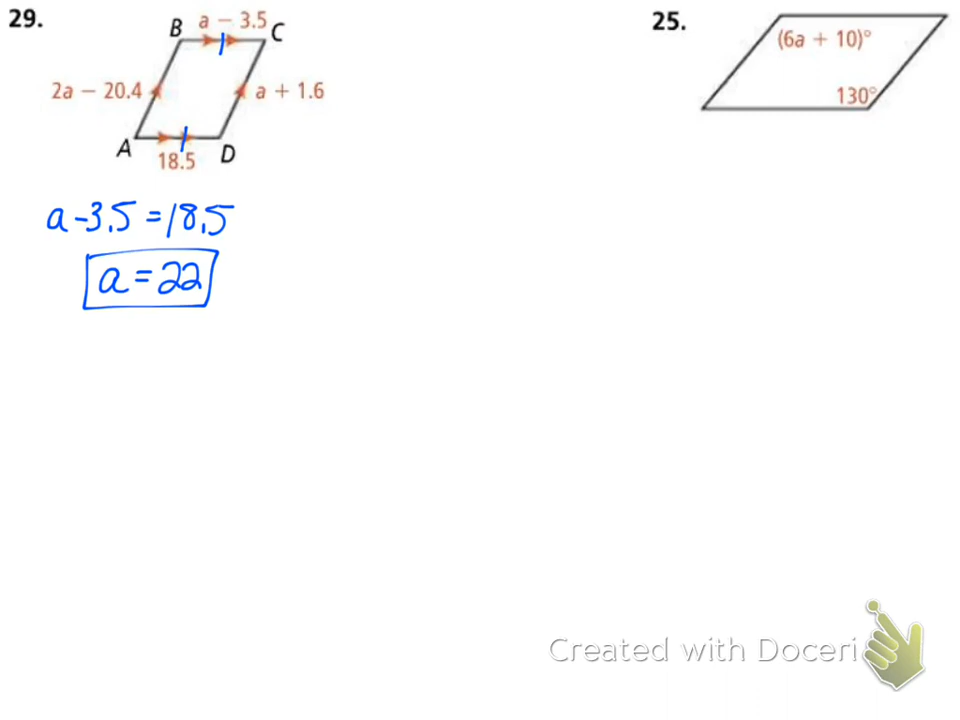 29.
B a − 3.5 C
2a − 20.4 a + 1.6
A 18.5 D
a-3.5 = 18.5
a = 22
25.
(6a + 10)°
130°
Created with Doceri